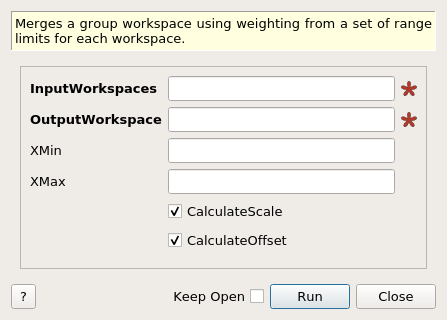 Merges a group workspace using weighting from a set of range
limits for each workspace.
InputWorkspaces
OutputWorkspace
XMin
XMax
CalculateScale
CalculateOffset
? Keep Open Run Close